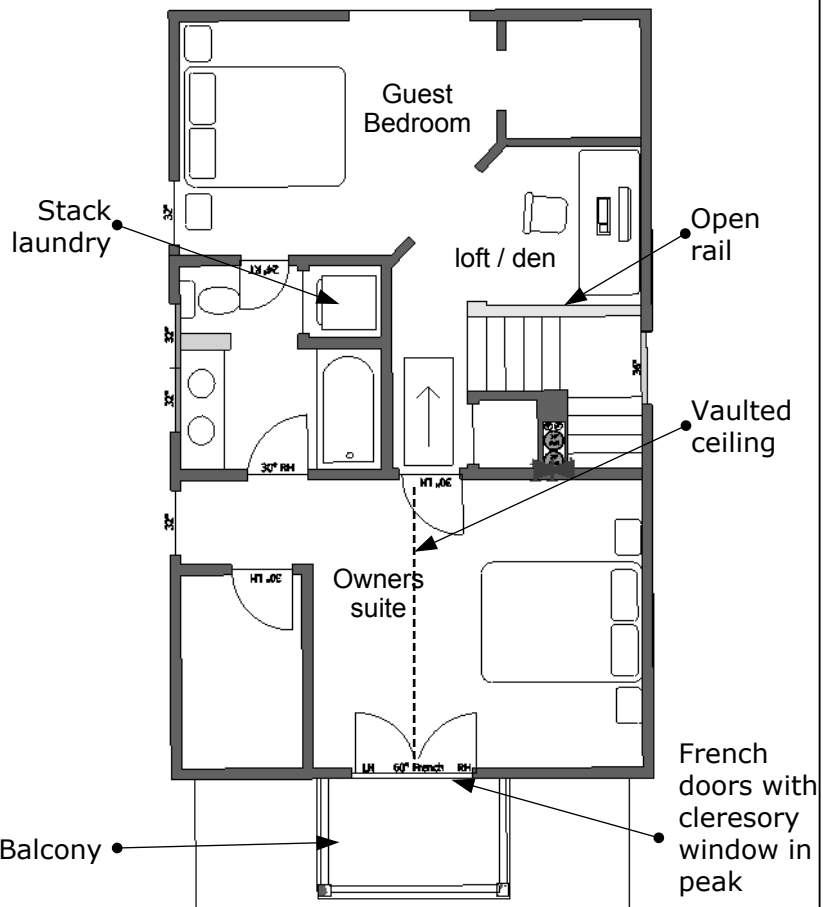 Guest
Bedroom
32"
Stack
laundry
Open
rail
loft / den
24" RT
32"
32"
36"
Vaulted
ceiling
30" RH
30" LH
32"
30" LH
Owners
suite
LH 60" French RH
French
doors with
cleresory
window in
peak
Balcony